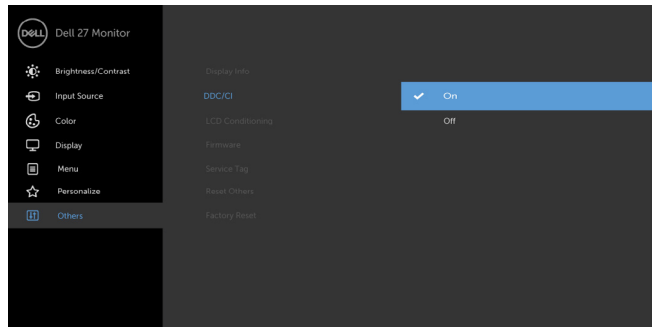 DELL Dell 27 Monitor
Brightness/Contrast
Input Source
Color
Display
Menu
Personalize
Others
Display Info
DDC/CI
LCD Conditioning
Firmware
Service Tag
Reset Others
Factory Reset
On
Off